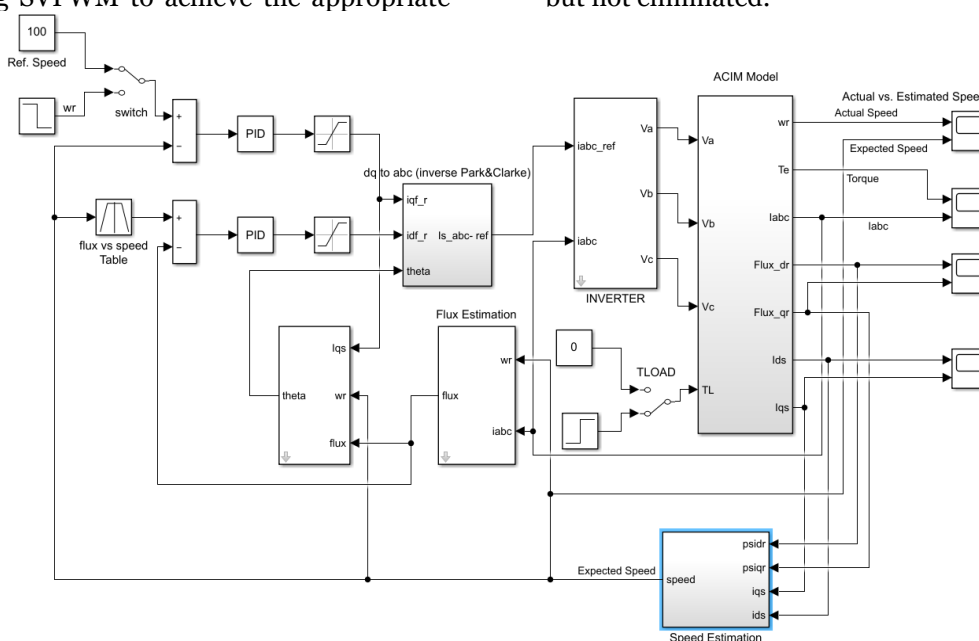 g SVPWM to achieve the appropriate
but not eliminated.
100
Ref. Speed
wr
switch
+
−
PID
flux vs speed
Table
+
−
PID
dq to abc (inverse Park&Clarke)
iqf_r
idf_r
Is_abc- ref
theta
iabc_ref
iabc
Va
Vb
Vc
INVERTER
ACIM Model
Va
Vb
Vc
TL
wr
Te
Iabc
Flux_dr
Flux_qr
Ids
Iqs
Actual vs. Estimated Spee
Actual Speed
Expected Speed
Torque
Iabc
0
TLOAD
Flux Estimation
flux
wr
iabc
theta
Iqs
wr
flux
Expected Speed
speed
psidr
psiqr
iqs
ids
Speed Estimation